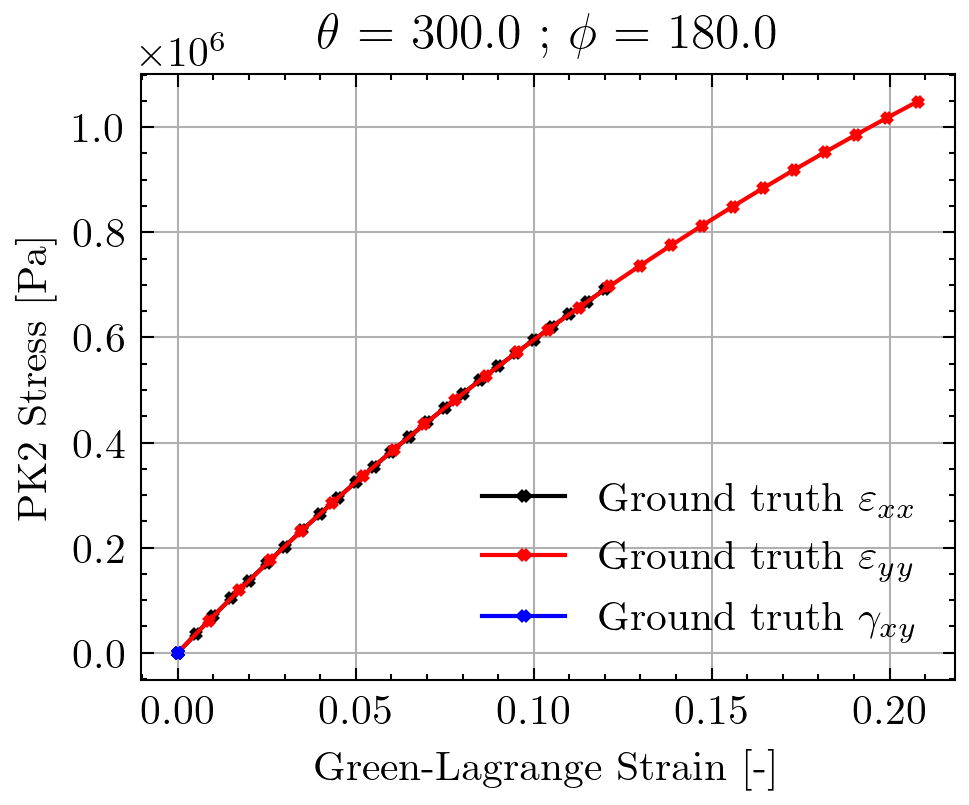 θ = 300.0 ; ϕ = 180.0
×10⁶
1.0
0.8
0.6
0.4
0.2
0.0
PK2 Stress [Pa]
Ground truth εₓₓ
Ground truth ε_yy
Ground truth γ_xy
0.00 0.05 0.10 0.15 0.20
Green-Lagrange Strain [-]